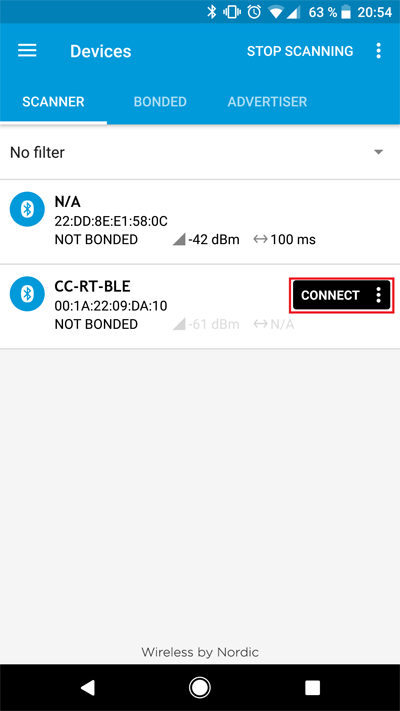 63 % 20:54
Devices STOP SCANNING
SCANNER BONDED ADVERTISER
No filter
N/A
22:DD:8E:E1:58:0C
NOT BONDED -42 dBm 100 ms
CC-RT-BLE
00:1A:22:09:DA:10
CONNECT
NOT BONDED -61 dBm N/A
Wireless by Nordic